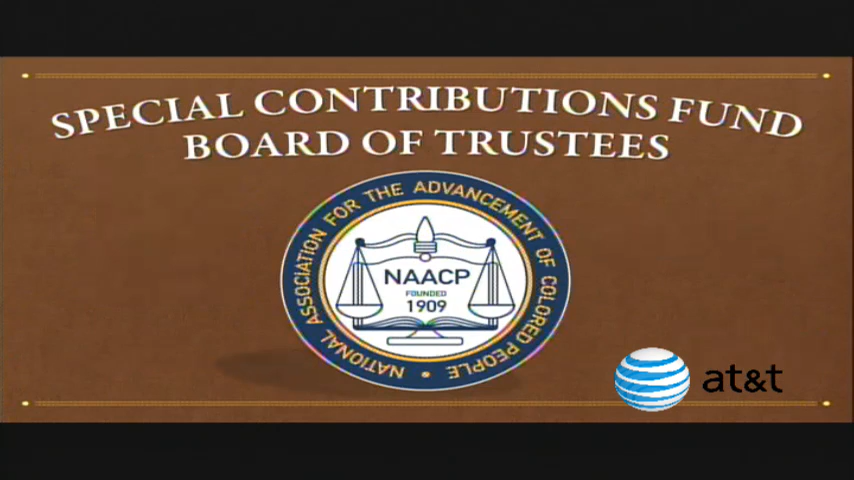 SPECIAL CONTRIBUTIONS FUND
BOARD OF TRUSTEES
NATIONAL ASSOCIATION FOR THE ADVANCEMENT OF COLORED PEOPLE
NAACP
FOUNDED
1909
at&t